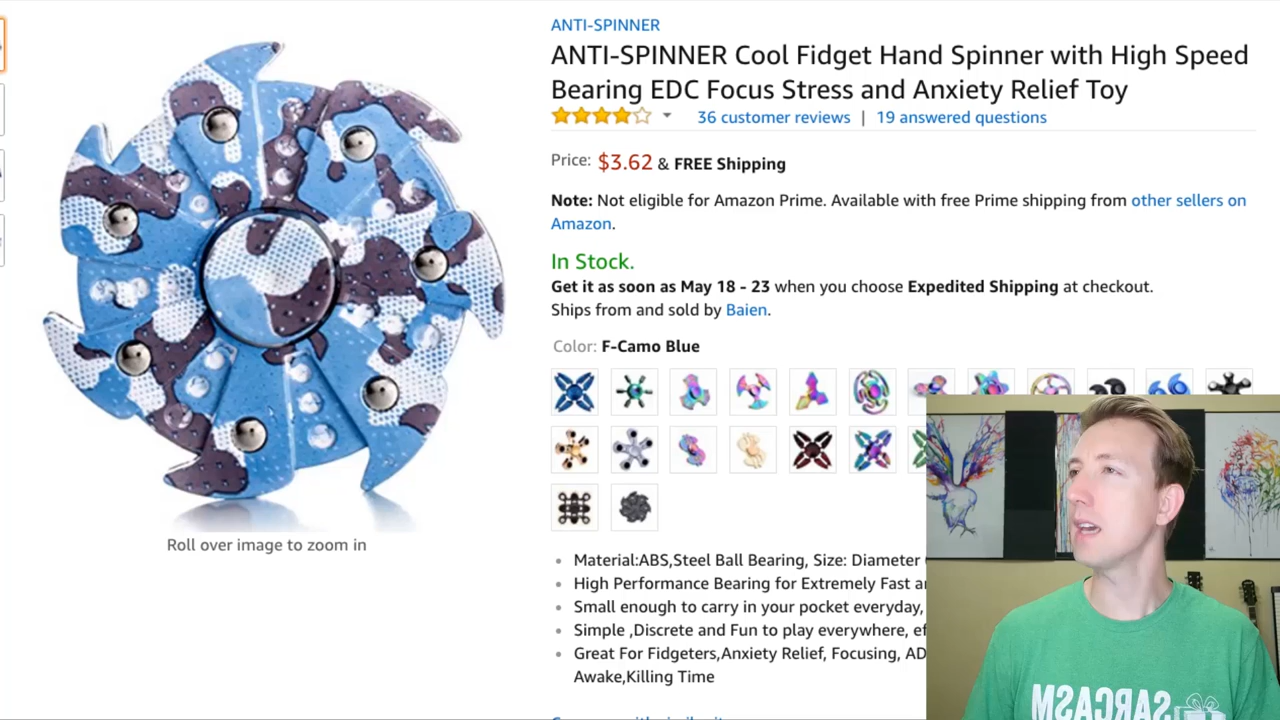 ANTI-SPINNER
ANTI-SPINNER Cool Fidget Hand Spinner with High Speed
Bearing EDC Focus Stress and Anxiety Relief Toy
36 customer reviews | 19 answered questions
Price: $3.62 & FREE Shipping
Note: Not eligible for Amazon Prime. Available with free Prime shipping from other sellers on
Amazon.
In Stock.
Get it as soon as May 18 - 23 when you choose Expedited Shipping at checkout.
Ships from and sold by Baien.
Color: F-Camo Blue
Roll over image to zoom in
Material:ABS,Steel Ball Bearing, Size: Diameter
High Performance Bearing for Extremely Fast
Small enough to carry in your pocket everyday,
Simple ,Discrete and Fun to play everywhere,
Great For Fidgeters,Anxiety Relief, Focusing,
Awake,Killing Time
SARCASM